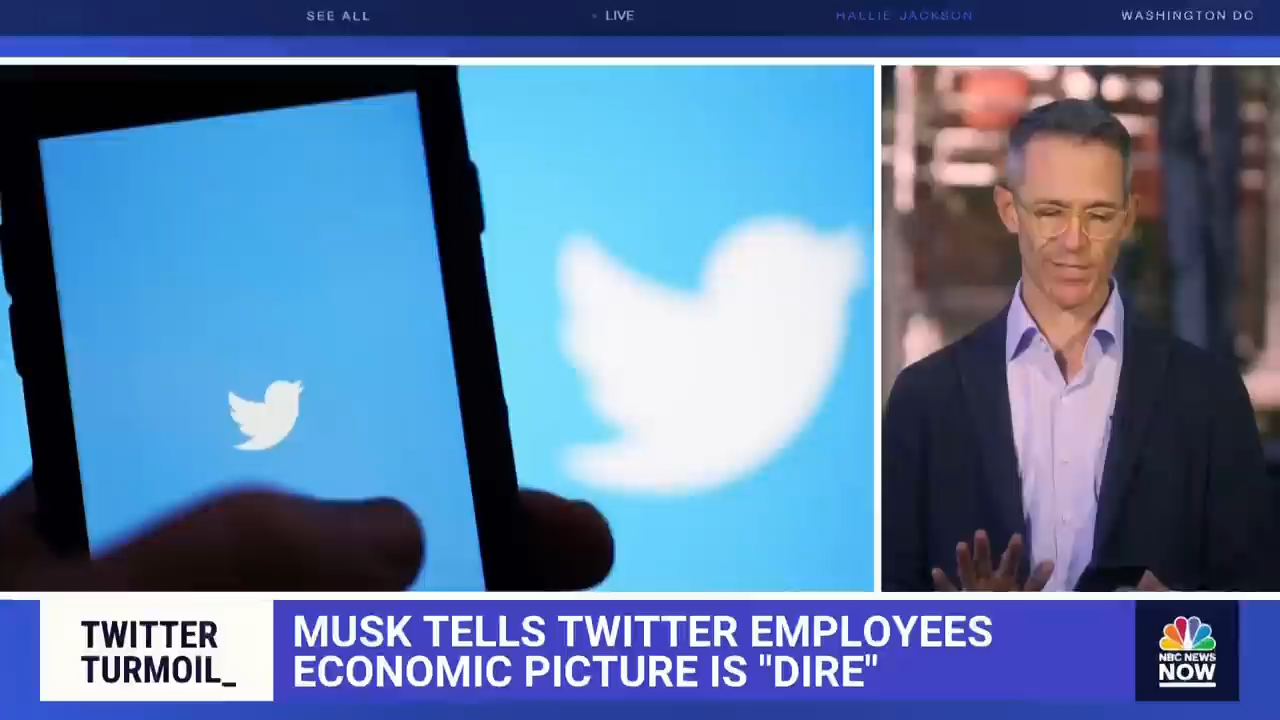 SEE ALL
LIVE
HALLIE JACKSON
WASHINGTON DC
TWITTER
TURMOIL_
MUSK TELLS TWITTER EMPLOYEES
ECONOMIC PICTURE IS "DIRE"
NBC NEWS
NOW